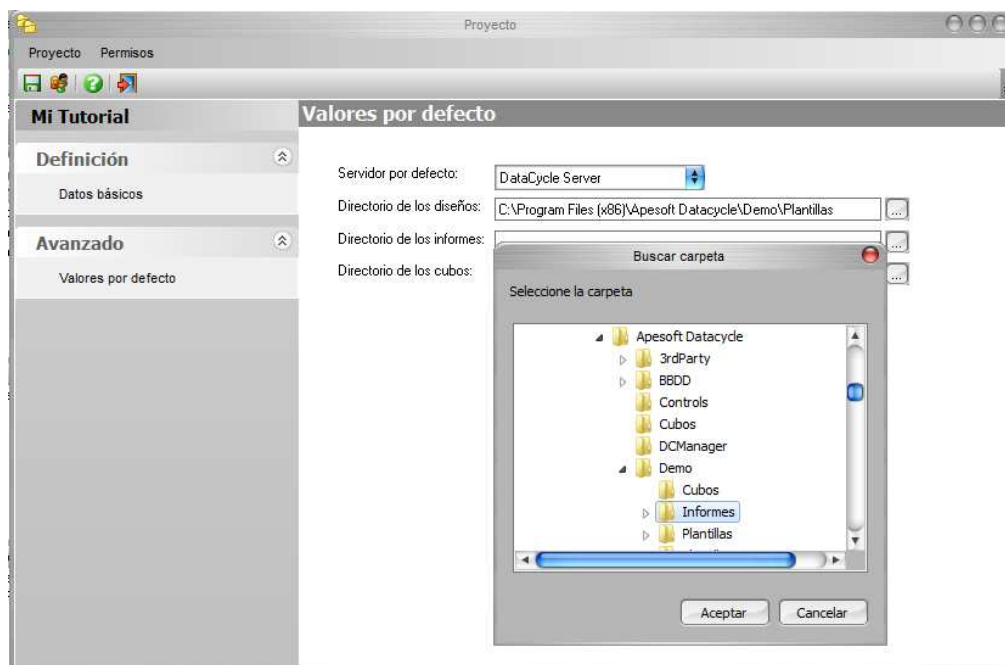 Proyecto
Proyecto Permisos
Mi Tutorial
Valores por defecto
Definición
Datos básicos
Avanzado
Valores por defecto
Servidor por defecto: DataCycle Server
Directorio de los diseños: C:\Program Files (x86)\Apesoft Datacycle\Demo\Plantillas ...
Directorio de los informes: ...
Directorio de los cubos: ...
Buscar carpeta
Seleccione la carpeta
Apesoft Datacycle
3rdParty
BBDD
Controls
Cubos
DCManager
Demo
Cubos
Informes
Plantillas
Aceptar Cancelar